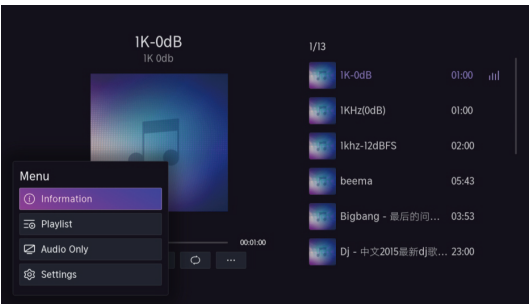 1K-0dB
1K 0db
Menu
Information
Playlist
Audio Only
Settings
00:01:00
1/13
1K-0dB 01:00
1KHz(0dB) 01:00
1khz-12dBFS 02:00
beema 05:43
Bigbang - 最后的问... 03:53
Dj - 中文2015最新dj歌... 23:00